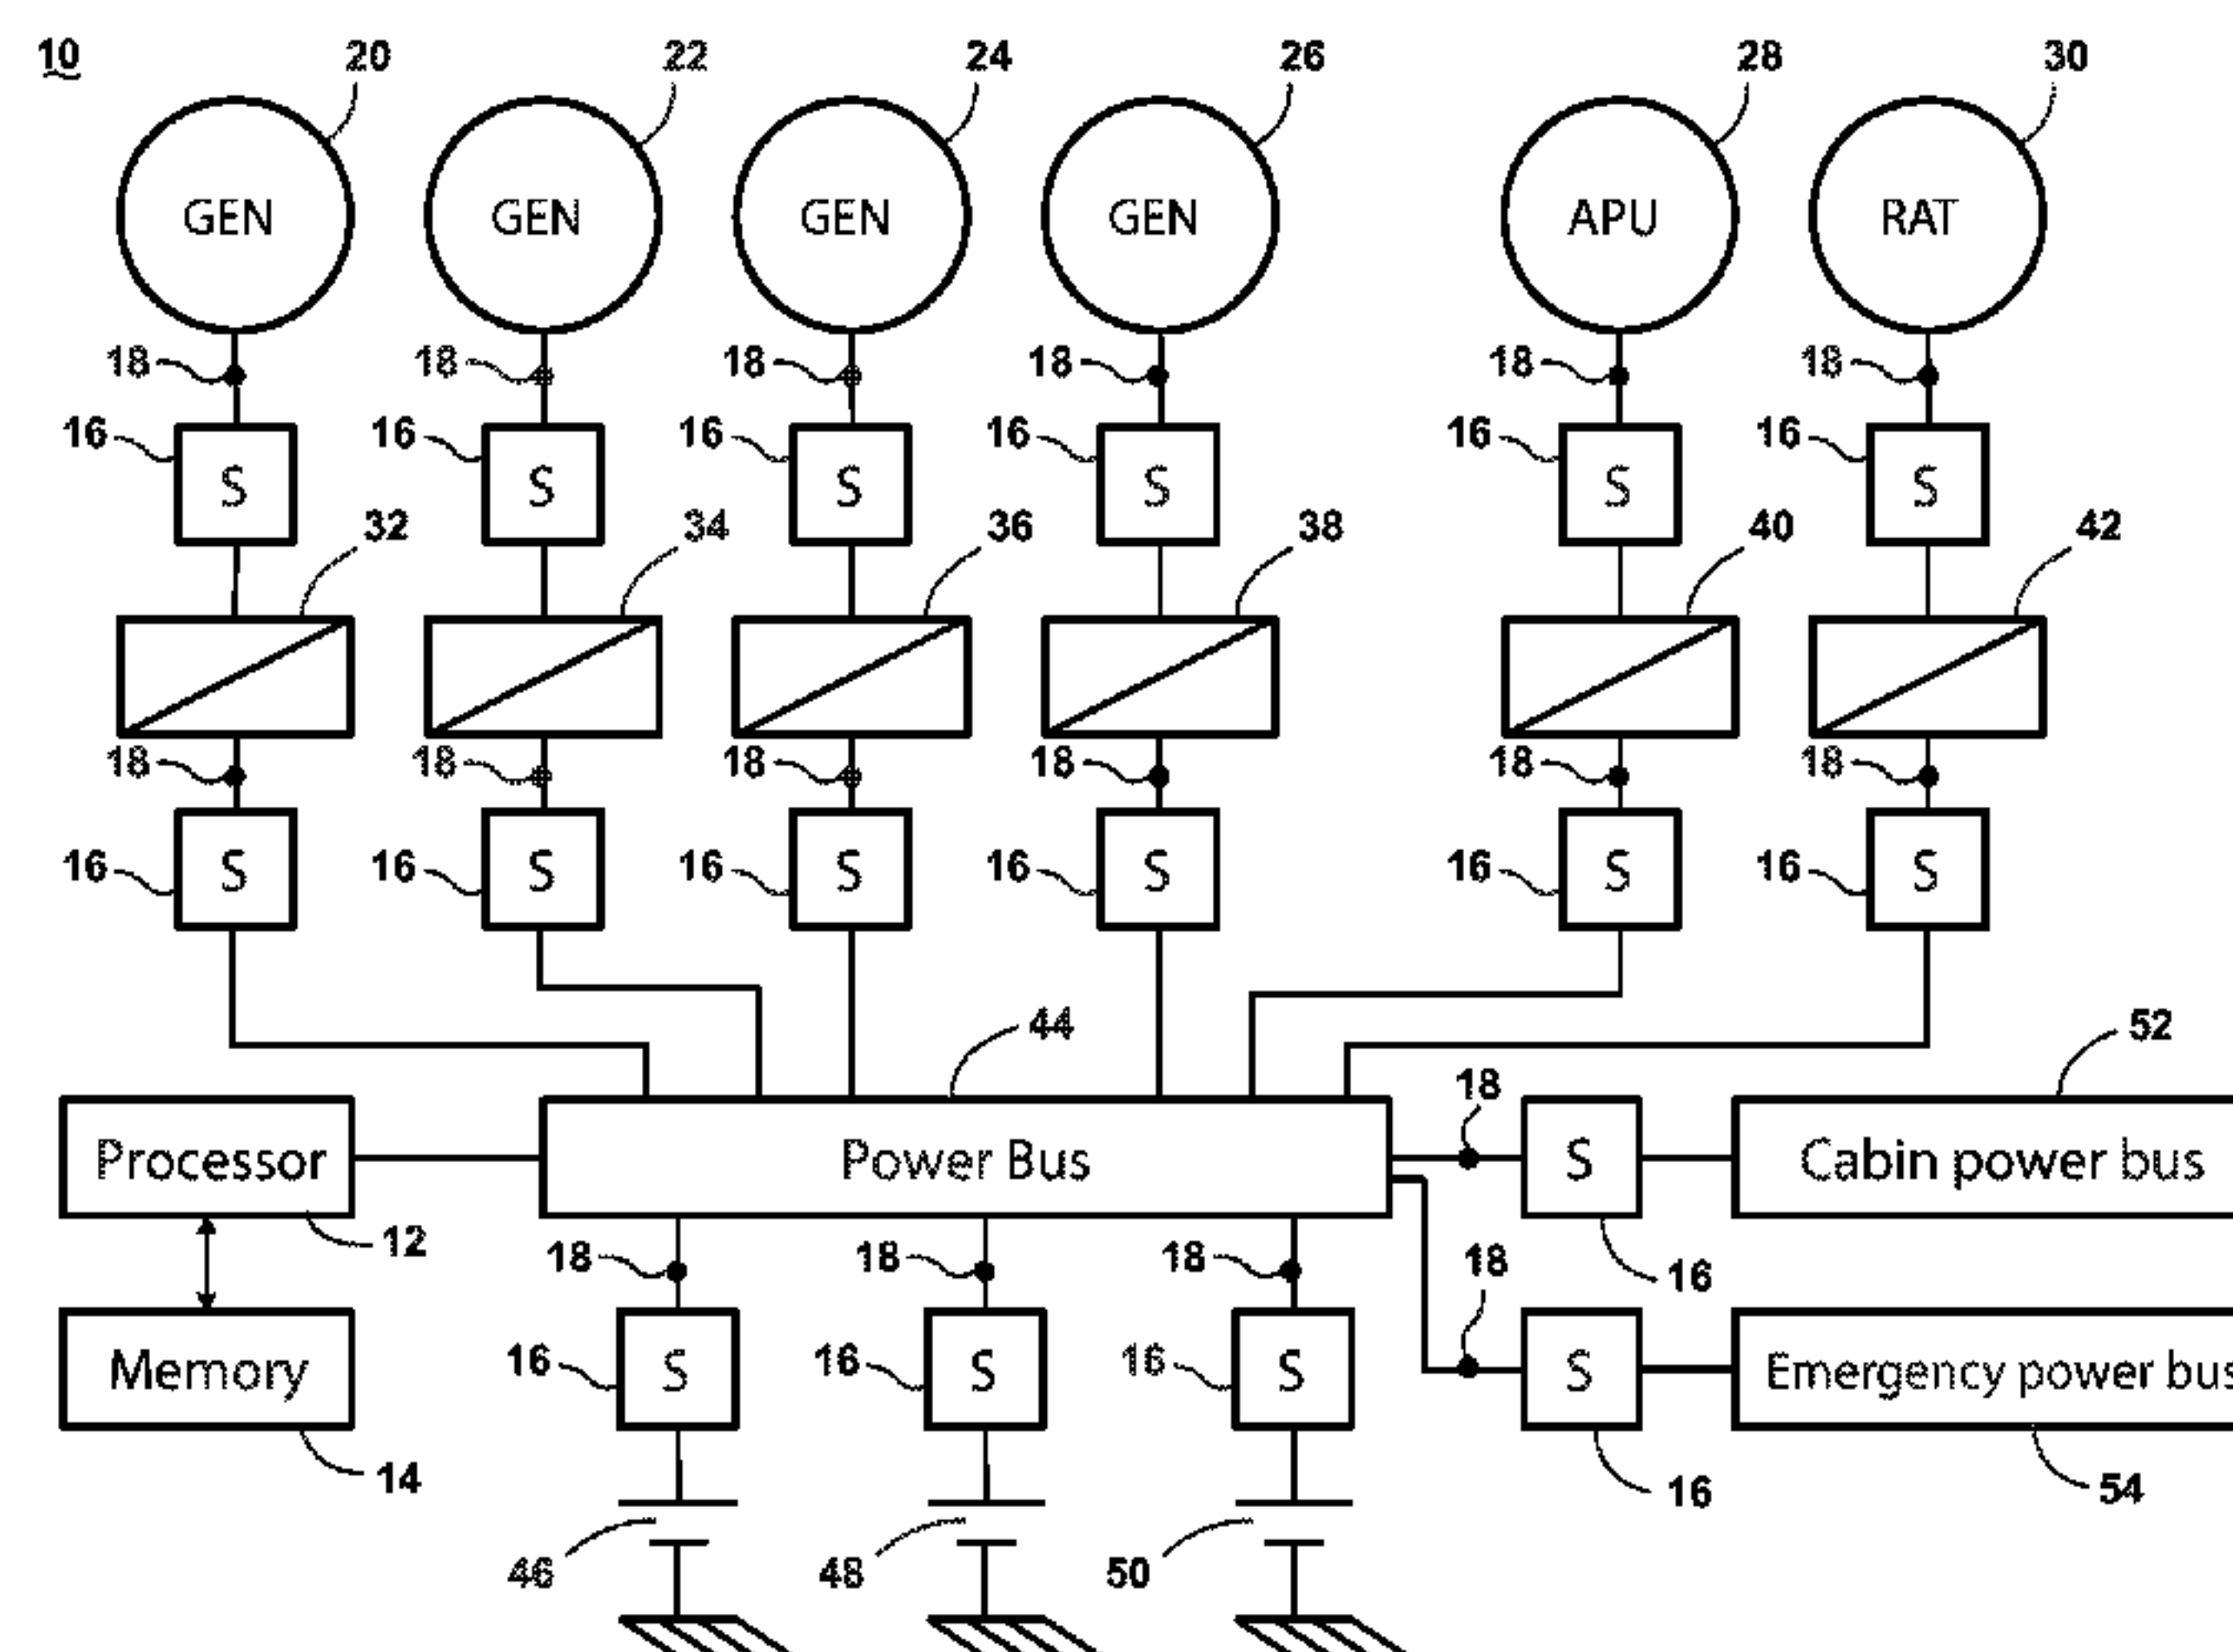 10 20 22 24 26 28 30
GEN GEN GEN GEN APU RAT
18 18 18 18 18 18
16 16 16 16 16 16
S S S S S S
32 34 36 38 40 42
18 18 18 18 18 18
16 16 16 16 16 16
S S S S S S
44 52
18
Processor Power Bus S Cabin power bus
12 18 18 18 18 16
Memory 16 S 16 S 16 S S Emergency power bus
14 16 54
46 48 50